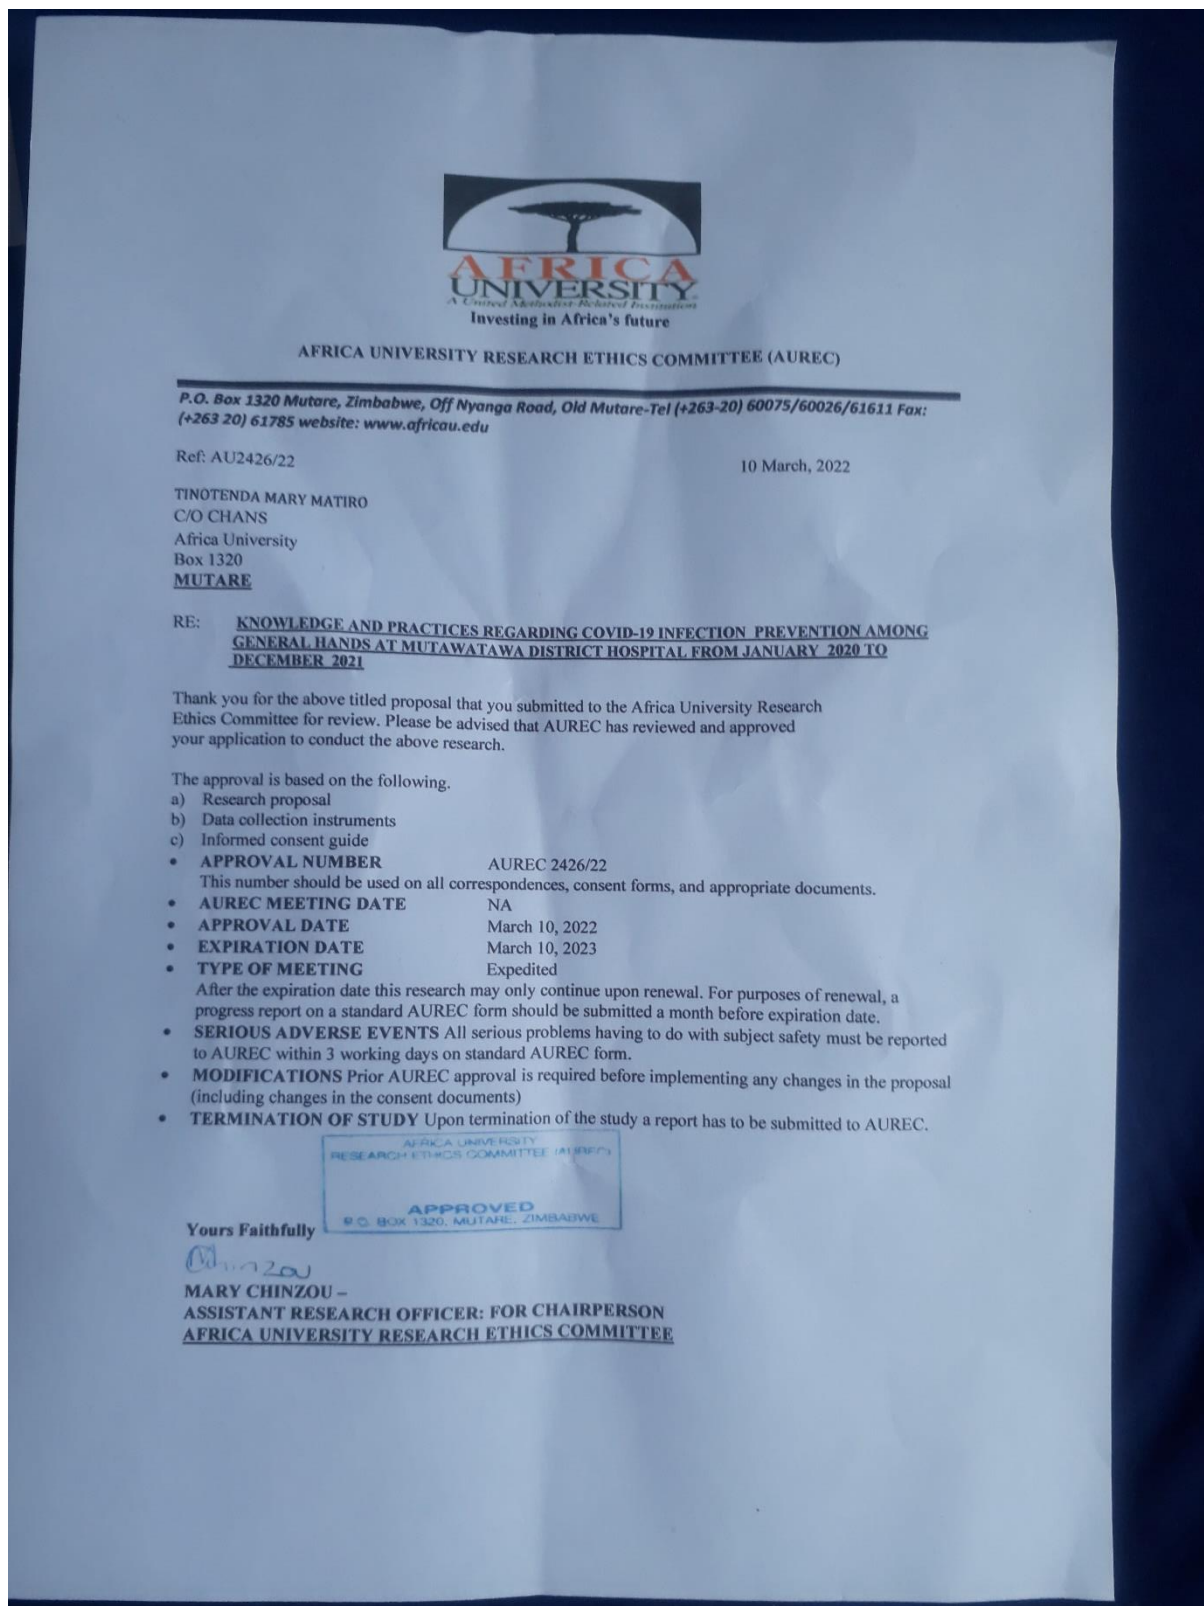 AFRICA
UNIVERSITY
A United Methodist-Related Institution
Investing in Africa's future
AFRICA UNIVERSITY RESEARCH ETHICS COMMITTEE (AUREC)
P.O. Box 1320 Mutare, Zimbabwe, Off Nyanga Road, Old Mutare-Tel (+263-20) 60075/60026/61611 Fax:
(+263 20) 61785 website: www.africau.edu
Ref: AU2426/22 10 March, 2022
TINOTENDA MARY MATIRO
C/O CHANS
Africa University
Box 1320
MUTARE
RE: KNOWLEDGE AND PRACTICES REGARDING COVID-19 INFECTION PREVENTION AMONG
GENERAL HANDS AT MUTAWATAWA DISTRICT HOSPITAL FROM JANUARY 2020 TO
DECEMBER 2021
Thank you for the above titled proposal that you submitted to the Africa University Research
Ethics Committee for review. Please be advised that AUREC has reviewed and approved
your application to conduct the above research.
The approval is based on the following.
a) Research proposal
b) Data collection instruments
c) Informed consent guide
• APPROVAL NUMBER AUREC 2426/22
This number should be used on all correspondences, consent forms, and appropriate documents.
• AUREC MEETING DATE NA
• APPROVAL DATE March 10, 2022
• EXPIRATION DATE March 10, 2023
• TYPE OF MEETING Expedited
After the expiration date this research may only continue upon renewal. For purposes of renewal, a
progress report on a standard AUREC form should be submitted a month before expiration date.
• SERIOUS ADVERSE EVENTS All serious problems having to do with subject safety must be reported
to AUREC within 3 working days on standard AUREC form.
• MODIFICATIONS Prior AUREC approval is required before implementing any changes in the proposal
(including changes in the consent documents)
• TERMINATION OF STUDY Upon termination of the study a report has to be submitted to AUREC.
AFRICA UNIVERSITY
RESEARCH ETHICS COMMITTEE (AUREC)
APPROVED
P.O. BOX 1320, MUTARE, ZIMBABWE
Yours Faithfully
Chinzou
MARY CHINZOU –
ASSISTANT RESEARCH OFFICER: FOR CHAIRPERSON
AFRICA UNIVERSITY RESEARCH ETHICS COMMITTEE